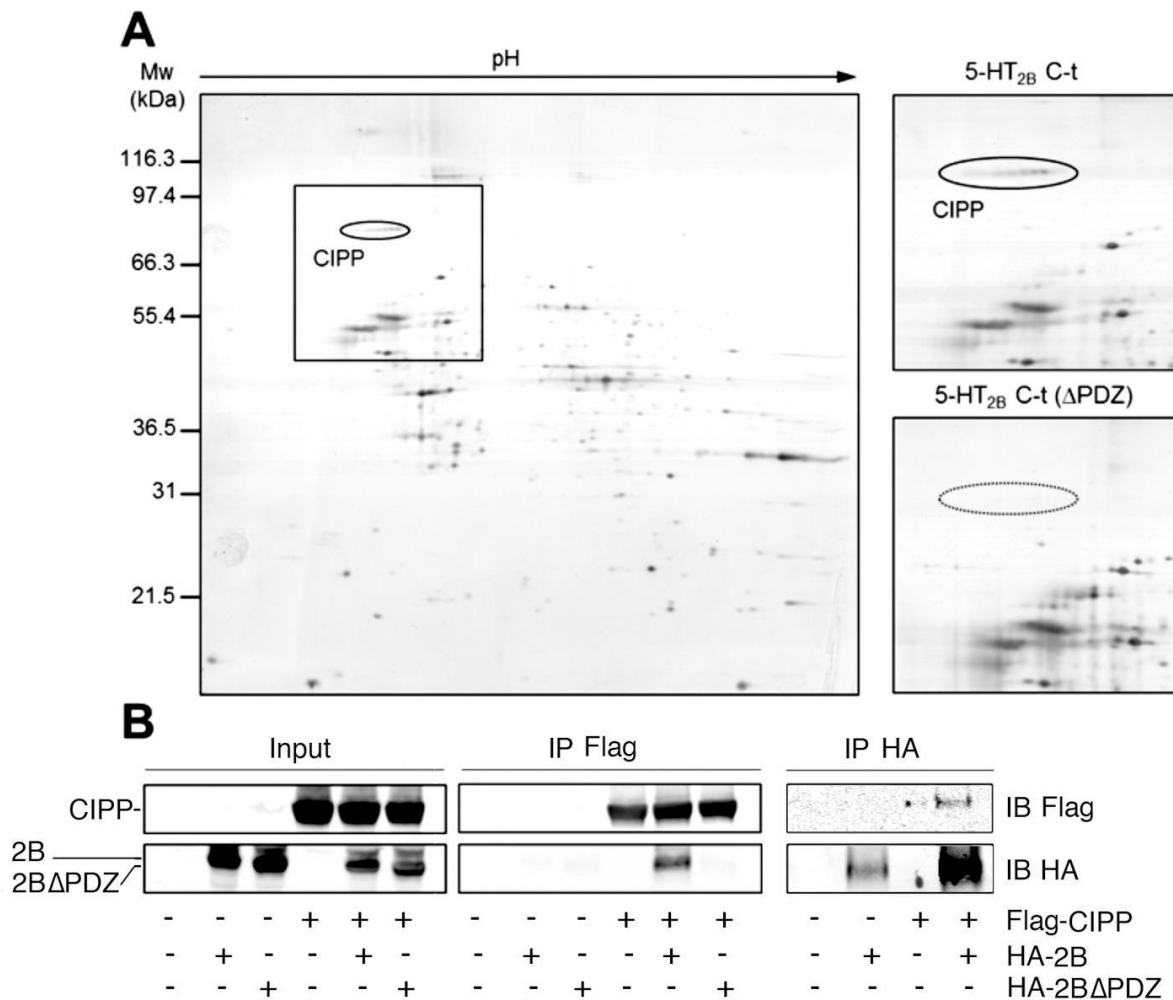 A
Mw
(kDa)
pH
5-HT2B C-t
116.3
97.4
66.3
55.4
36.5
31
21.5
CIPP
CIPP
5-HT2B C-t (ΔPDZ)
B
Input IP Flag IP HA
CIPP- IB Flag
2B
2BΔPDZ IB HA
- - - + + + - - - + + + - - + + Flag-CIPP
- + - - + - - + - - + - - + - + HA-2B
- - + - - + - - + - - + - - - - HA-2BΔPDZ